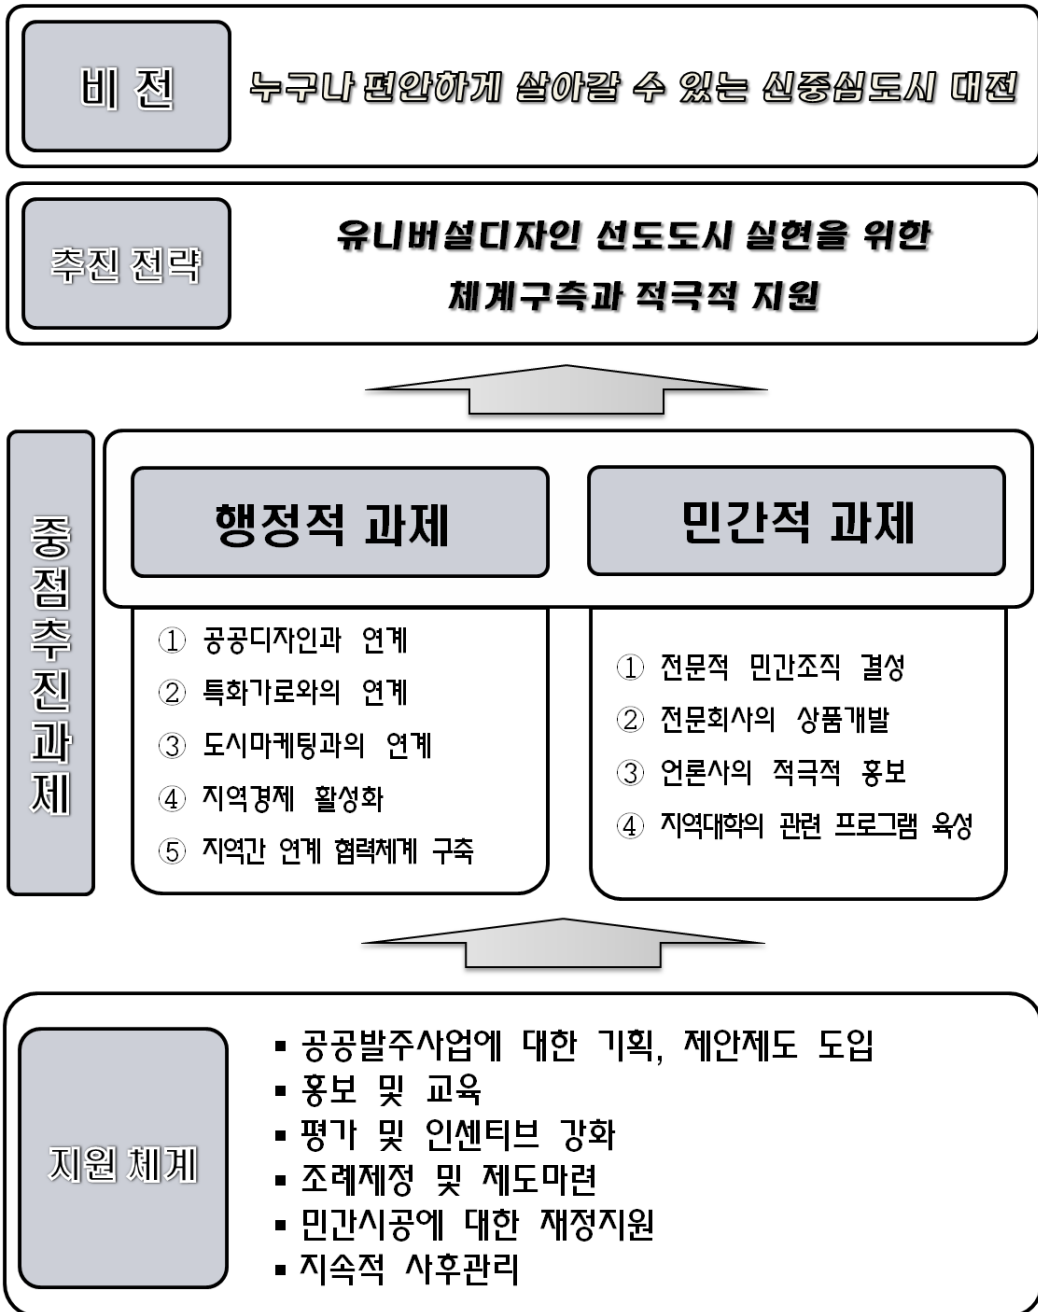 비 전
누구나 편안하게 살아갈 수 있는 신중심도시 대전
추진 전략
유니버설디자인 선도도시 실현을 위한
체계구측과 적극적 지원
중점추진과제
행정적 과제
① 공공디자인과 연계
② 특화가로와의 연계
③ 도시마케팅과의 연계
④ 지역경제 활성화
⑤ 지역간 연계 협력체계 구축
민간적 과제
① 전문적 민간조직 결성
② 전문회사의 상품개발
③ 언론사의 적극적 홍보
④ 지역대학의 관련 프로그램 육성
지원 체계
▪ 공공발주사업에 대한 기획, 제안제도 도입
▪ 홍보 및 교육
▪ 평가 및 인센티브 강화
▪ 조례제정 및 제도마련
▪ 민간시공에 대한 재정지원
▪ 지속적 사후관리